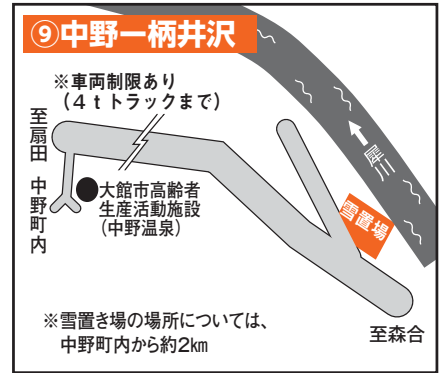 ⑨中野一柄井沢
※車両制限あり
（4tトラックまで）
至扇田 中野町内
大館市高齢者
生産活動施設
（中野温泉）
犀川
雪置場
※雪置き場の場所については、
中野町内から約2km
至森合